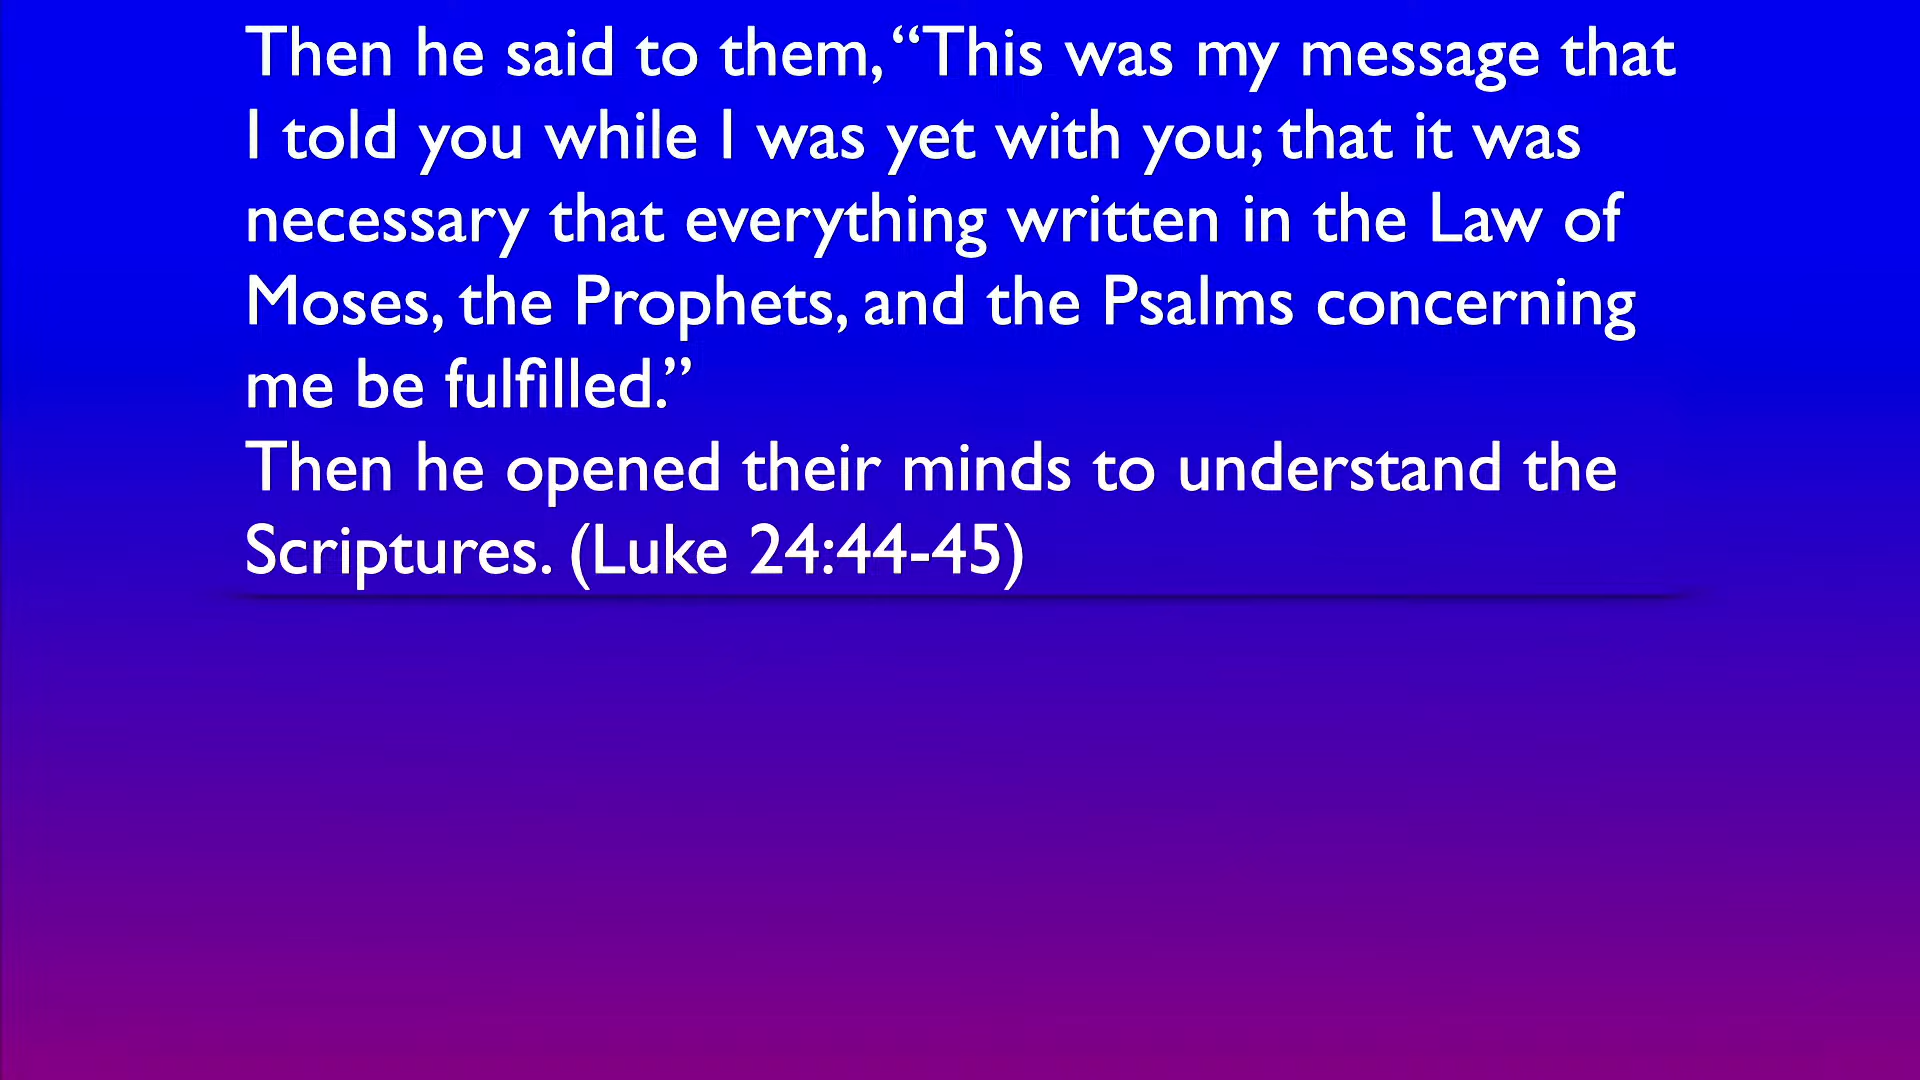 Then he said to them, “This was my message that
I told you while I was yet with you; that it was
necessary that everything written in the Law of
Moses, the Prophets, and the Psalms concerning
me be fulfilled.”
Then he opened their minds to understand the
Scriptures. (Luke 24:44-45)